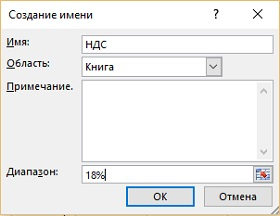 Создание имени
? ×
Имя: НДС
Область: Книга
Примечание.
Диапазон: 18%
ОК Отмена